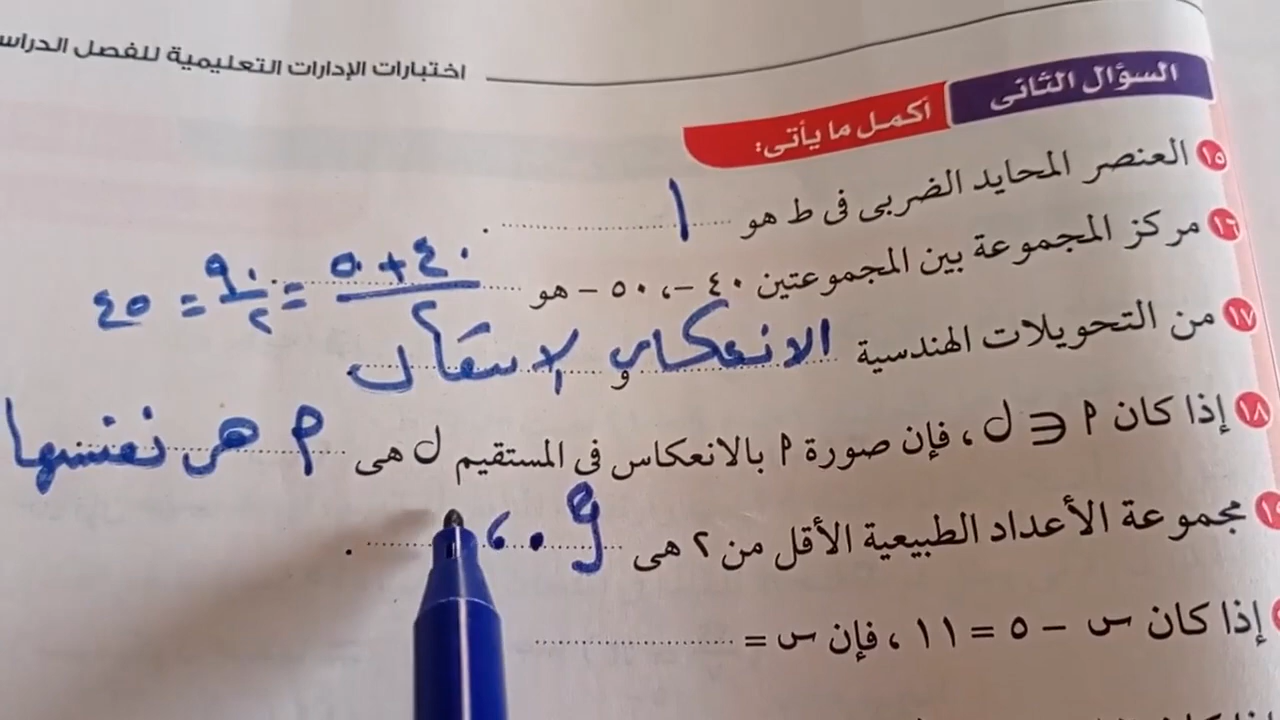 اختبارات الإدارات التعليمية للفصل
السؤال الثانى أكمل ما يأتى:
١٥ العنصر المحايد الضربى فى ط هو ١ .
١٦ مركز المجموعة بين المجموعتين ٤٠ -، ٥٠ - هو ٤٠ + ٥٠ / ٢ = ٩٠ / ٢ = ٤٥
١٧ من التحويلات الهندسية الانعكاس و الانتقال
١٨ إذا كان م ∈ ل ، فإن صورة م بالانعكاس فى المستقيم ل هى م هى نفسها
مجموعة الأعداد الطبيعية الأقل من ٢ هى { ٠ ، .
إذا كان س - ٥ = ١١ ، فإن س =